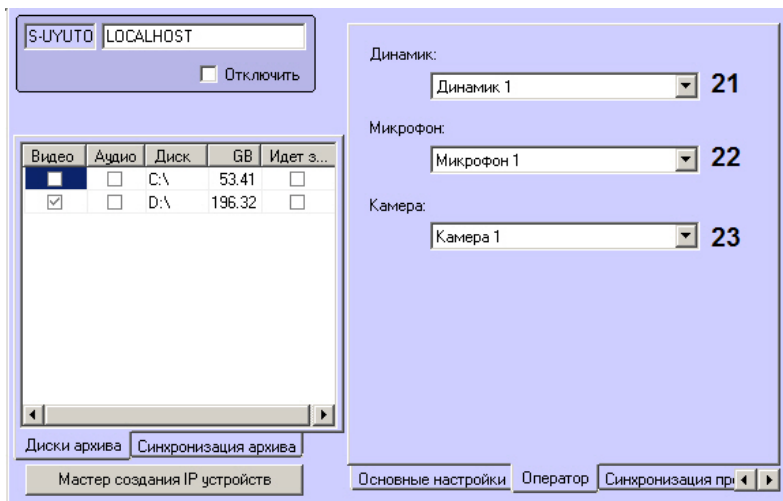 S-UYUTO LOCALHOST
Отключить
Видео Аудио Диск GB Идет з...
C:\ 53.41
D:\ 196.32
Диски архива Синхронизация архива
Мастер создания IP устройств
Динамик:
Динамик 1 21
Микрофон:
Микрофон 1 22
Камера:
Камера 1 23
Основные настройки Оператор Синхронизация пр